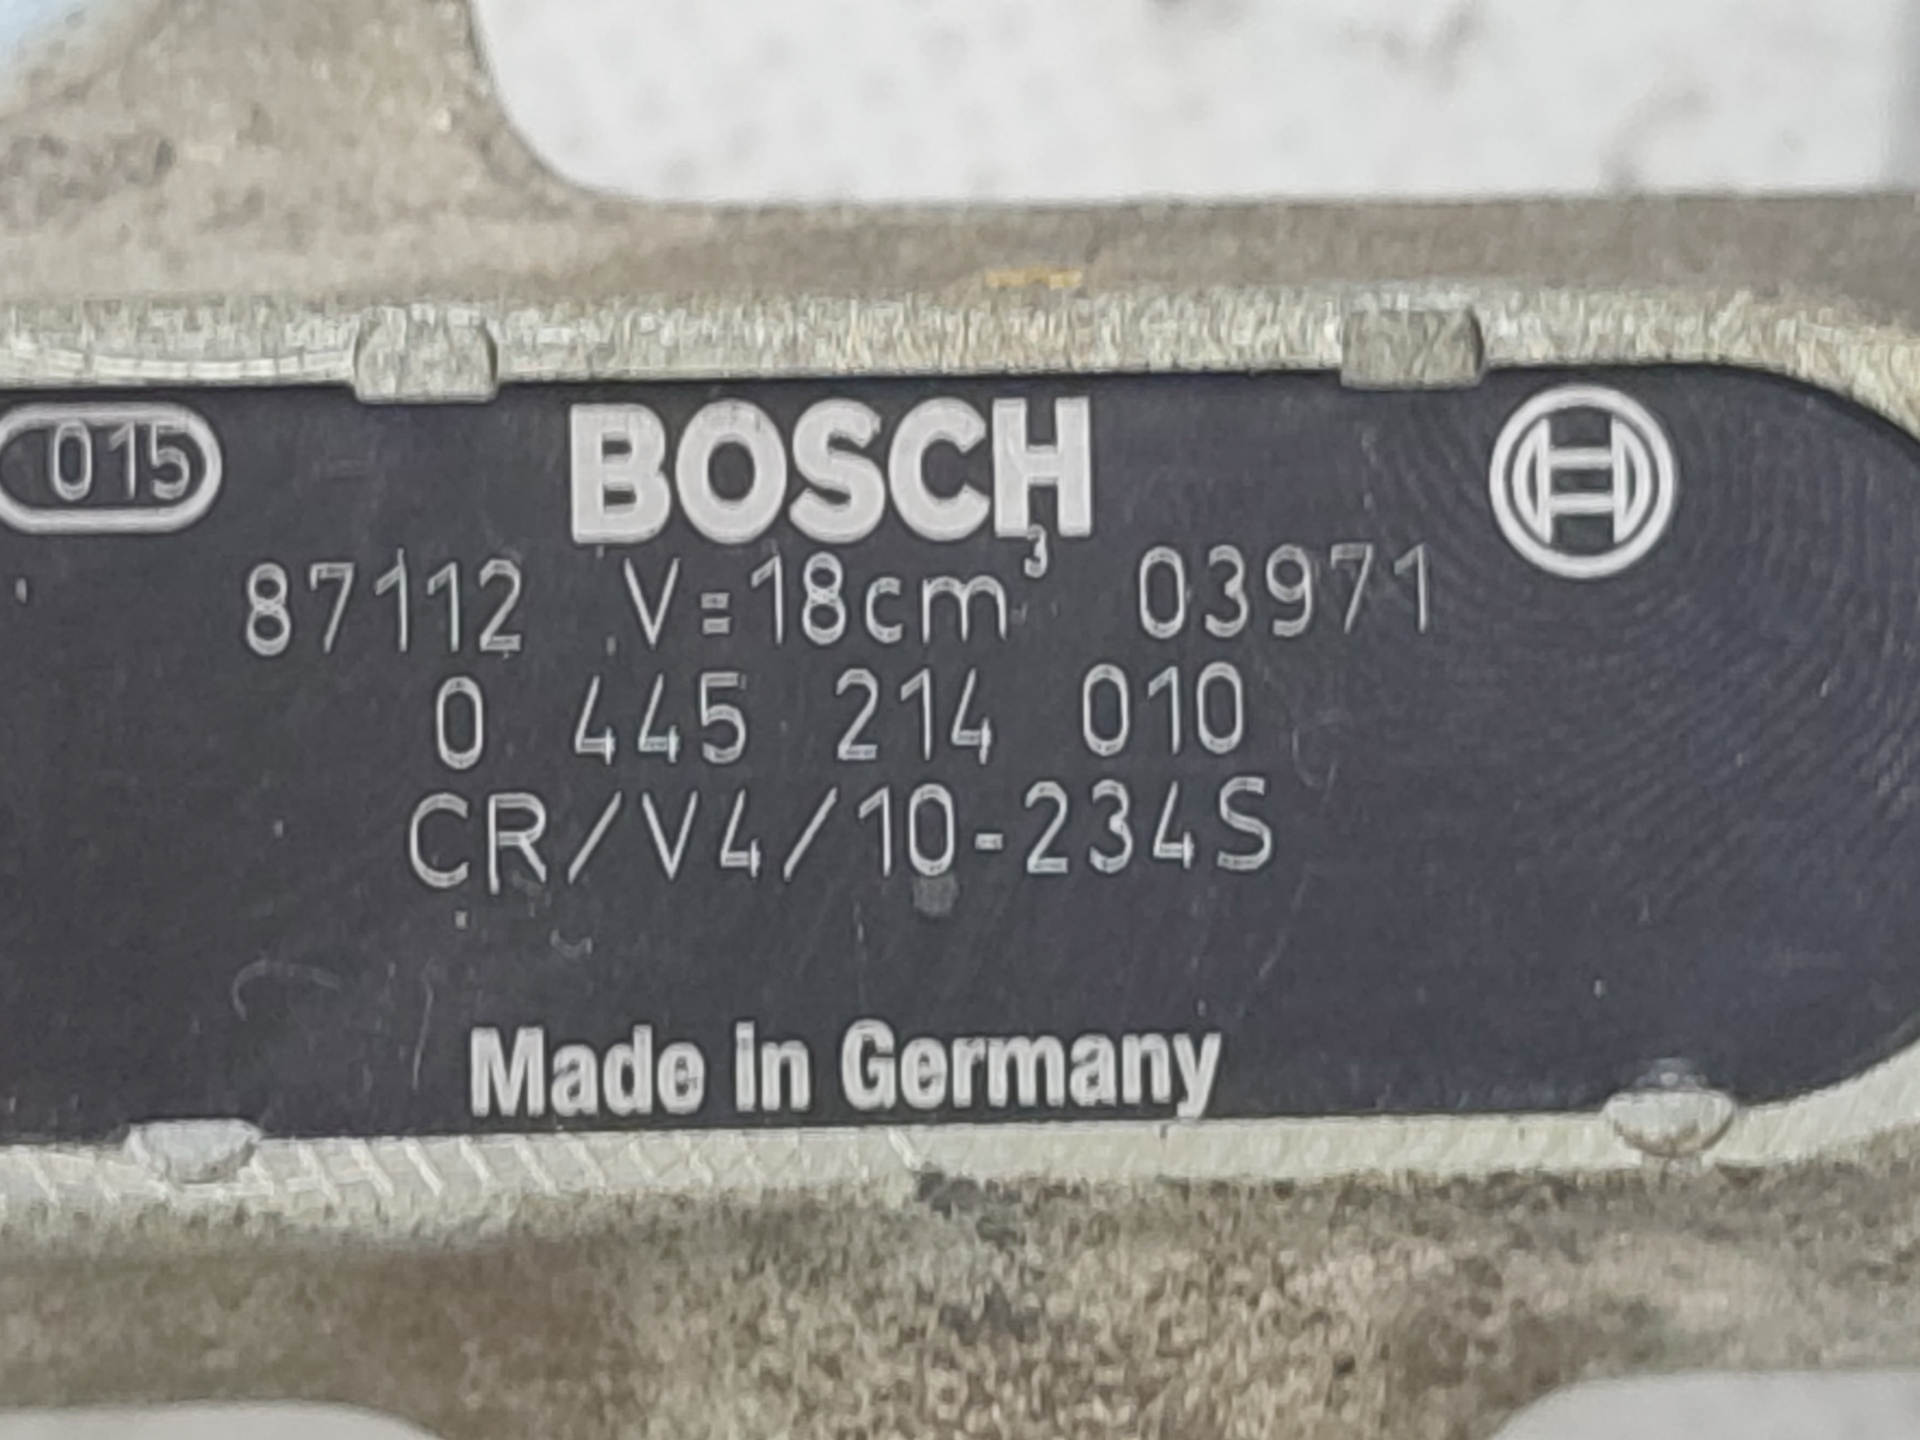 015 BOSCH
87112 V=18cm³ 03971
0 445 214 010
CR/V4/10-234S
Made in Germany